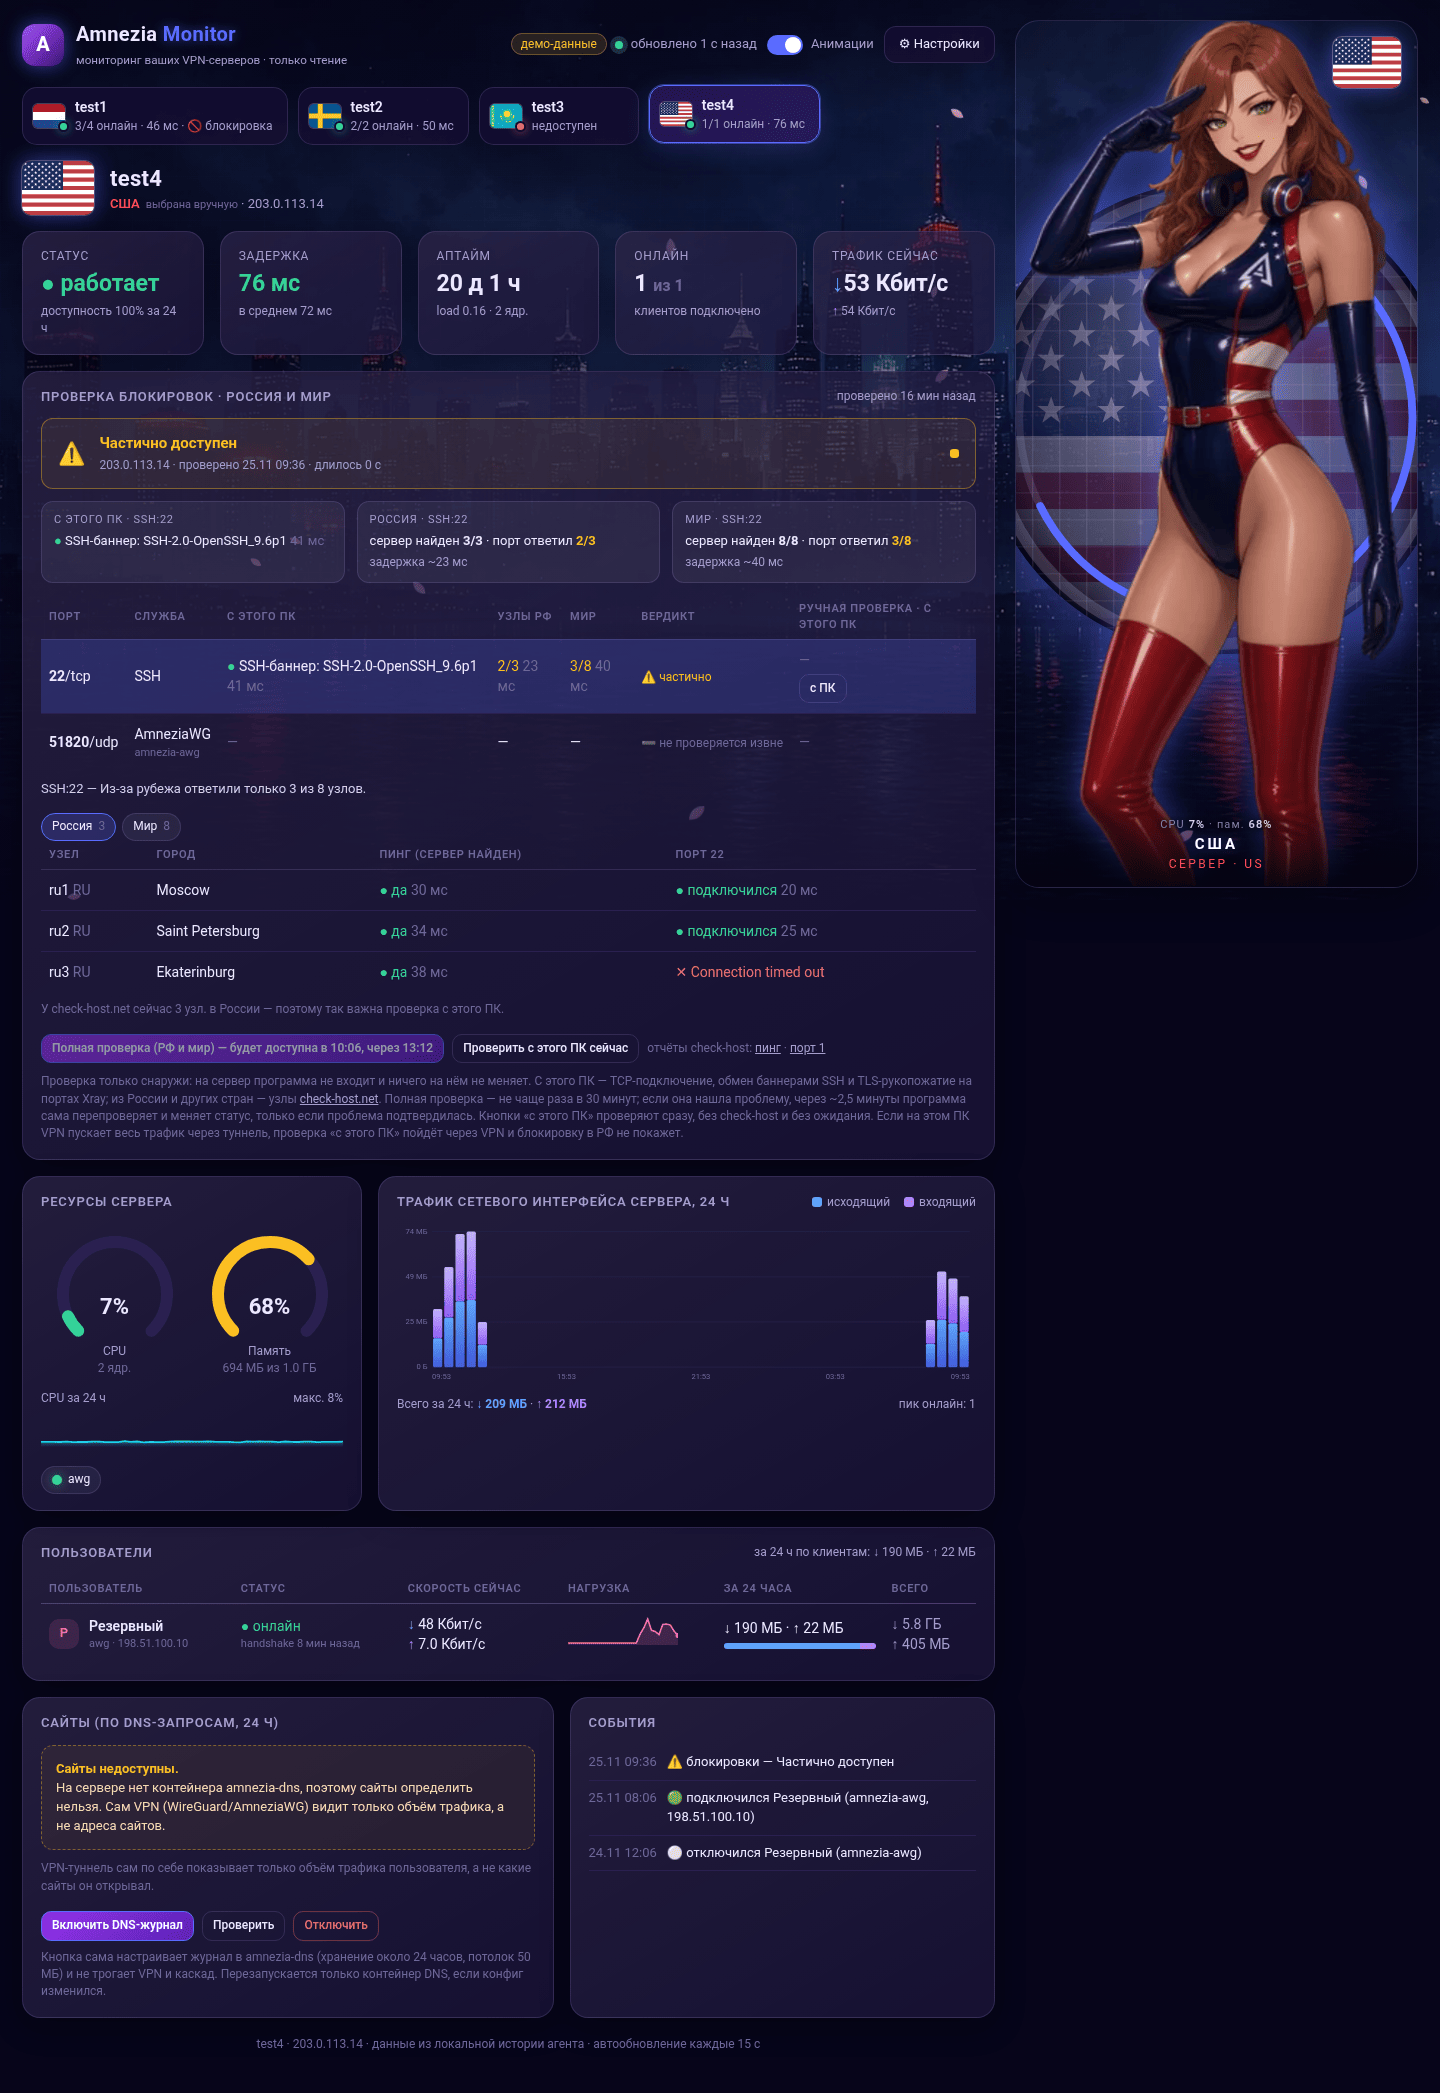 A
Amnezia Monitor
мониторинг ваших VPN-серверов · только чтение
демо-данные
обновлено 1 с назад
Анимации
⚙ Настройки
test1
3/4 онлайн · 46 мс · 🚫 блокировка
test2
2/2 онлайн · 50 мс
test3
недоступен
test4
1/1 онлайн · 76 мс
test4
США выбрана вручную · 203.0.113.14
СТАТУС
● работает
доступность 100% за 24
ч
ЗАДЕРЖКА
76 мс
в среднем 72 мс
АПТАЙМ
20 д 1 ч
load 0.16 · 2 ядр.
ОНЛАЙН
1 из 1
клиентов подключено
ТРАФИК СЕЙЧАС
↓53 Кбит/с
↑ 54 Кбит/с
ПРОВЕРКА БЛОКИРОВОК · РОССИЯ И МИР
проверено 16 мин назад
⚠️ Частично доступен
203.0.113.14 · проверено 25.11 09:36 · длилось 0 с
С ЭТОГО ПК · SSH:22
● SSH-баннер: SSH-2.0-OpenSSH_9.6p1 41 мс
РОССИЯ · SSH:22
сервер найден 3/3 · порт ответил 2/3
задержка ~23 мс
МИР · SSH:22
сервер найден 8/8 · порт ответил 3/8
задержка ~40 мс
ПОРТ СЛУЖБА С ЭТОГО ПК УЗЛЫ РФ МИР ВЕРДИКТ РУЧНАЯ ПРОВЕРКА · С
ЭТОГО ПК
22/tcp SSH ● SSH-баннер: SSH-2.0-OpenSSH_9.6p1
41 мс
2/3 23
мс
3/8 40
мс
⚠️ частично
—
с ПК
51820/udp AmneziaWG
amnezia-awg
— — — ➖ не проверяется извне —
SSH:22 — Из-за рубежа ответили только 3 из 8 узлов.
Россия 3 Мир 8
УЗЕЛ ГОРОД ПИНГ (СЕРВЕР НАЙДЕН) ПОРТ 22
ru1 RU Moscow ● да 30 мс ● подключился 20 мс
ru2 RU Saint Petersburg ● да 34 мс ● подключился 25 мс
ru3 RU Ekaterinburg ● да 38 мс ✕ Connection timed out
У check-host.net сейчас 3 узл. в России — поэтому так важна проверка с этого ПК.
Полная проверка (РФ и мир) — будет доступна в 10:06, через 13:12
Проверить с этого ПК сейчас
отчёты check-host: пинг · порт 1
Проверка только снаружи: на сервер программа не входит и ничего на нём не меняет. С этого ПК — TCP-подключение, обмен баннерами SSH и TLS-рукопожатие на
портах Xray; из России и других стран — узлы check-host.net. Полная проверка — не чаще раза в 30 минут; если она нашла проблему, через ~2,5 минуты программа
сама перепроверяет и меняет статус, только если проблема подтвердилась. Кнопки «с этого ПК» проверяют сразу, без check-host и без ожидания. Если на этом ПК
VPN пускает весь трафик через туннель, проверка «с этого ПК» пойдёт через VPN и блокировку в РФ не покажет.
РЕСУРСЫ СЕРВЕРА
7%
CPU
2 ядр.
68%
Память
694 МБ из 1.0 ГБ
CPU за 24 ч
макс. 8%
awg
ТРАФИК СЕТЕВОГО ИНТЕРФЕЙСА СЕРВЕРА, 24 Ч
исходящий входящий
74 МБ
49 МБ
25 МБ
0 Б
09:53 15:53 21:53 03:53 09:53
Всего за 24 ч: ↓ 209 МБ · ↑ 212 МБ
пик онлайн: 1
ПОЛЬЗОВАТЕЛИ
за 24 ч по клиентам: ↓ 190 МБ · ↑ 22 МБ
ПОЛЬЗОВАТЕЛЬ СТАТУС СКОРОСТЬ СЕЙЧАС НАГРУЗКА ЗА 24 ЧАСА ВСЕГО
Р
Резервный
awg · 198.51.100.10
● онлайн
handshake 8 мин назад
↓ 48 Кбит/с
↑ 7.0 Кбит/с
↓ 190 МБ · ↑ 22 МБ
↓ 5.8 ГБ
↑ 405 МБ
САЙТЫ (ПО DNS-ЗАПРОСАМ, 24 Ч)
Сайты недоступны.
На сервере нет контейнера amnezia-dns, поэтому сайты определить
нельзя. Сам VPN (WireGuard/AmneziaWG) видит только объём трафика, а
не адреса сайтов.
VPN-туннель сам по себе показывает только объём трафика пользователя, а не какие
сайты он открывал.
Включить DNS-журнал Проверить Отключить
Кнопка сама настраивает журнал в amnezia-dns (хранение около 24 часов, потолок 50
МБ) и не трогает VPN и каскад. Перезапускается только контейнер DNS, если конфиг
изменился.
СОБЫТИЯ
25.11 09:36 ⚠️ блокировки — Частично доступен
25.11 08:06 🟢 подключился Резервный (amnezia-awg,
198.51.100.10)
24.11 12:06 ⚪ отключился Резервный (amnezia-awg)
test4 · 203.0.113.14 · данные из локальной истории агента · автообновление каждые 15 с
CPU 7% · пам. 68%
США
СЕРВЕР · US